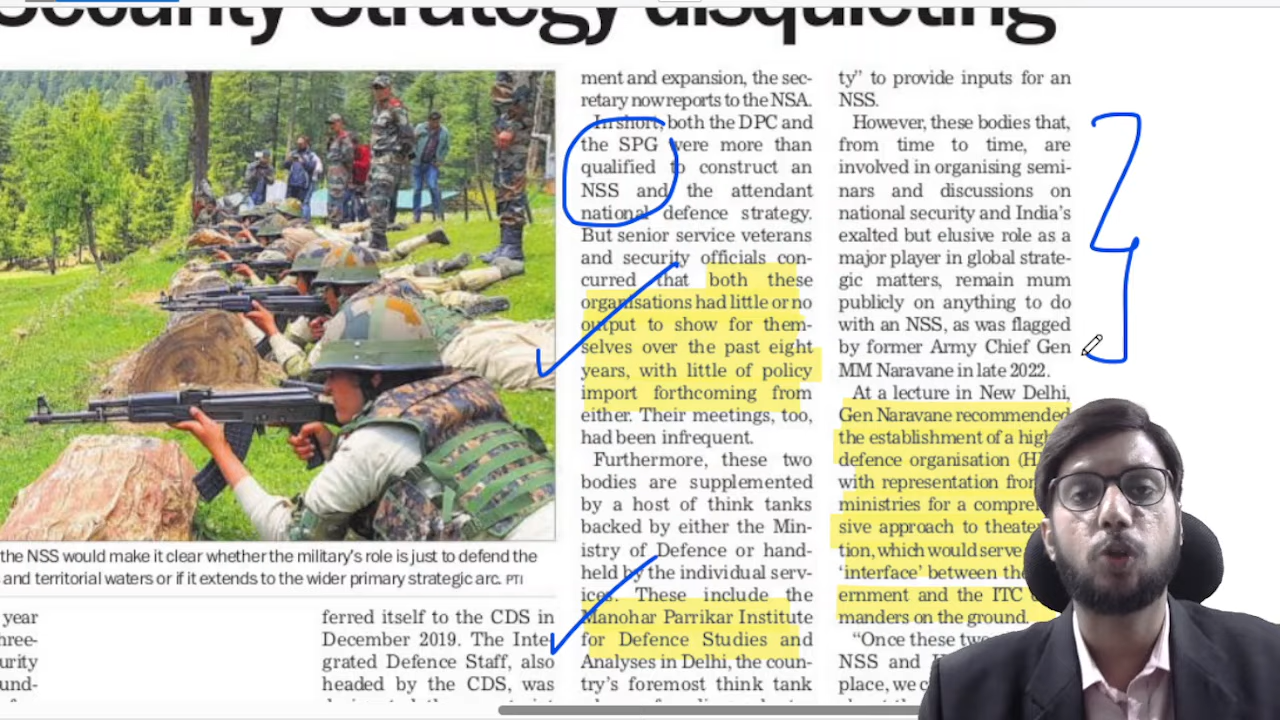 Security Strategy disquieting
the NSS would make it clear whether the military's role is just to defend the
and territorial waters or if it extends to the wider primary strategic arc. PTI
year
hree-
urity
und-
ferred itself to the CDS in
December 2019. The Inte-
grated Defence Staff, also
headed by the CDS, was
ment and expansion, the sec-
retary now reports to the NSA.
In short, both the DPC and
the SPG were more than
qualified to construct an
NSS and the attendant
national defence strategy.
But senior service veterans
and security officials con-
curred that both these
organisations had little or no
output to show for them-
selves over the past eight
years, with little of policy
import forthcoming from
either. Their meetings, too,
had been infrequent.
Furthermore, these two
bodies are supplemented
by a host of think tanks
backed by either the Min-
istry of Defence or hand-
held by the individual serv-
ices. These include the
Manohar Parrikar Institute
for Defence Studies and
Analyses in Delhi, the coun-
try's foremost think tank
ty" to provide inputs for an
NSS.
However, these bodies that,
from time to time, are
involved in organising semi-
nars and discussions on
national security and India's
exalted but elusive role as a
major player in global strate-
gic matters, remain mum
publicly on anything to do
with an NSS, as was flagged
by former Army Chief Gen
MM Naravane in late 2022.
At a lecture in New Delhi,
Gen Naravane recommended
the establishment of a high
defence organisation (H
with representation fro
ministries for a compre
sive approach to theate
tion, which would serve
'interface' between the
ernment and the ITC
manders on the ground.
"Once these tw
NSS and
place, we c